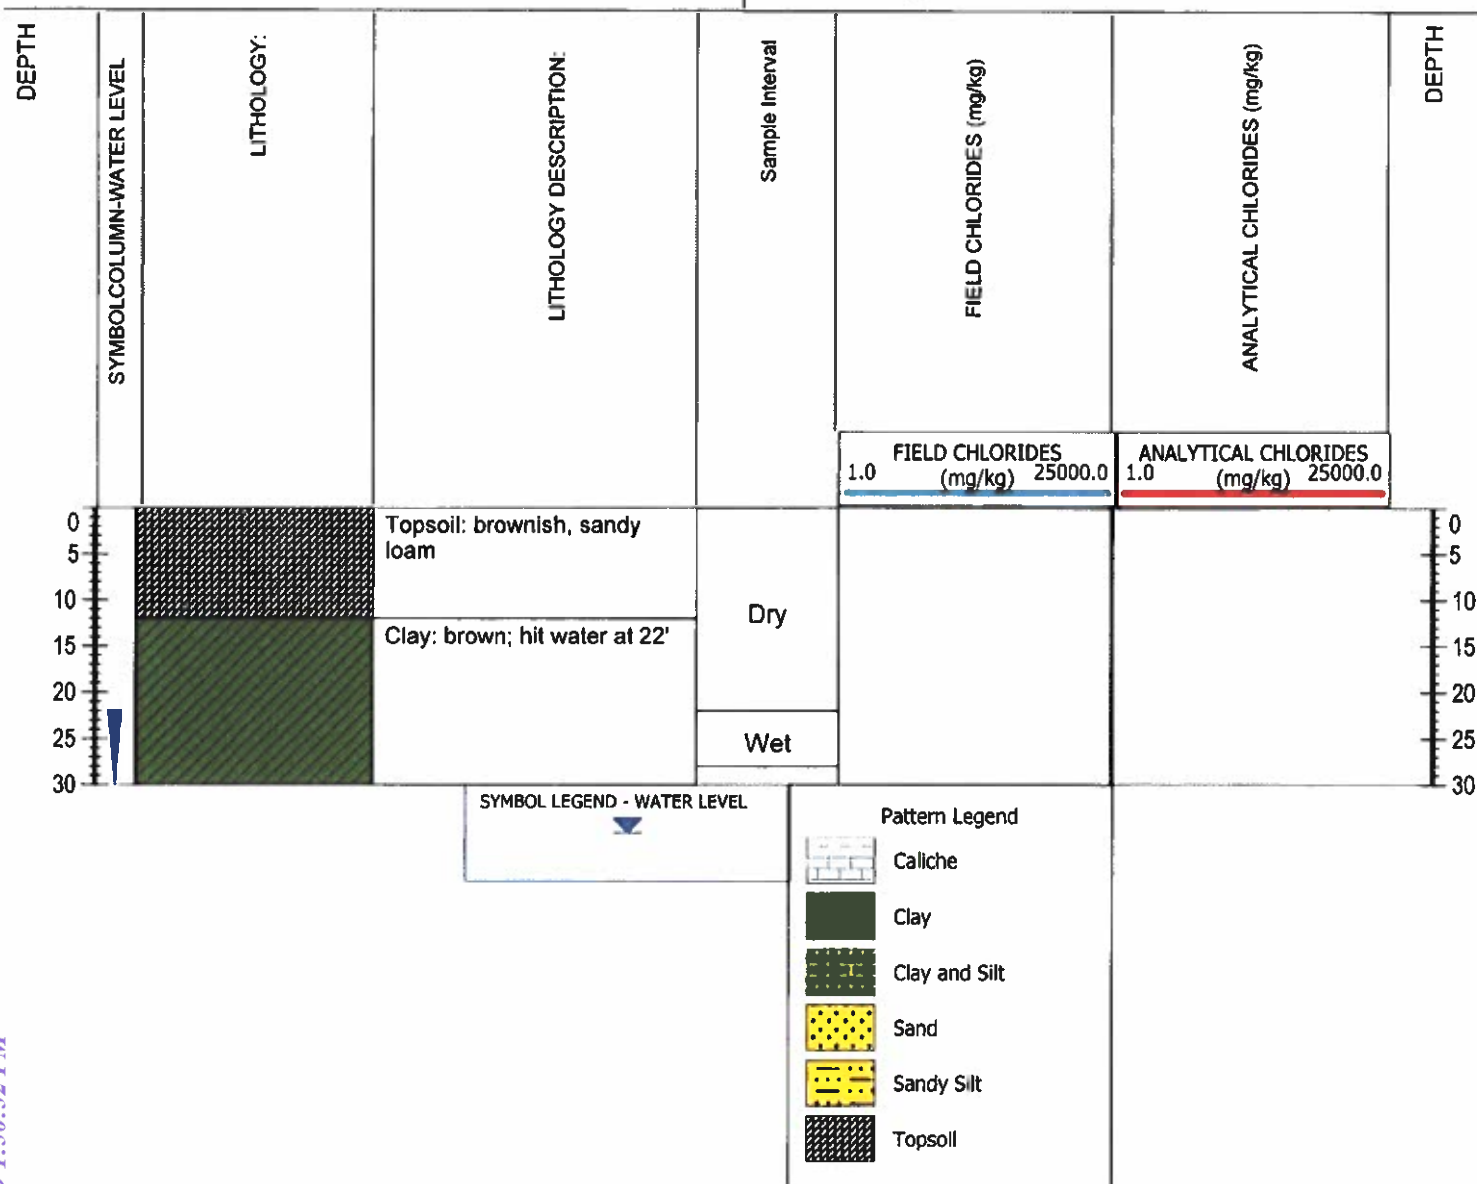 DEPTH
SYMBOLCOLUMN-WATER LEVEL
LITHOLOGY:
LITHOLOGY DESCRIPTION:
Sample Interval
FIELD CHLORIDES (mg/kg)
ANALYTICAL CHLORIDES (mg/kg)
DEPTH
FIELD CHLORIDES
1.0 (mg/kg) 25000.0
ANALYTICAL CHLORIDES
1.0 (mg/kg) 25000.0
0
5
10
15
20
25
30
Topsoil: brownish, sandy
loam
Clay: brown; hit water at 22'
Dry
Wet
0
5
10
15
20
25
30
SYMBOL LEGEND - WATER LEVEL
Pattern Legend
Caliche
Clay
Clay and Silt
Sand
Sandy Silt
Topsoil